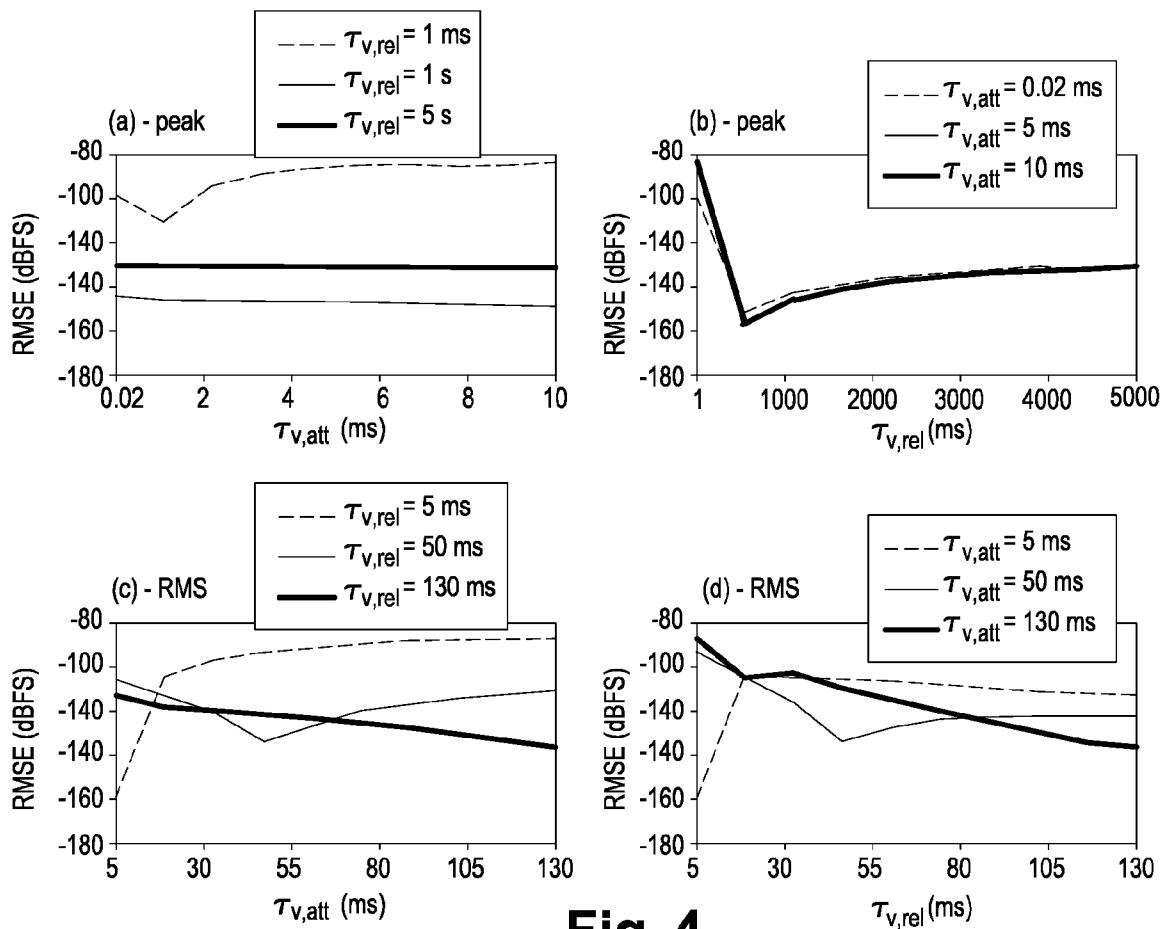 τv,rel = 1 ms
τv,rel = 1 s
τv,rel = 5 s
(a) - peak
-80
-100
-140
-140
-160
-180
RMSE (dBFS)
0.02 2 4 6 8 10
τv,att (ms)
τv,att = 0.02 ms
τv,att = 5 ms
τv,att = 10 ms
(b) - peak
-80
-100
-140
-140
-160
-180
RMSE (dBFS)
1 1000 2000 3000 4000 5000
τv,rel (ms)
τv,rel = 5 ms
τv,rel = 50 ms
τv,rel = 130 ms
(c) - RMS
-80
-100
-140
-140
-160
-180
RMSE (dBFS)
5 30 55 80 105 130
τv,att (ms)
τv,att = 5 ms
τv,att = 50 ms
τv,att = 130 ms
(d) - RMS
-80
-100
-140
-140
-160
-180
RMSE (dBFS)
5 30 55 80 105 130
τv,rel (ms)
Fig. 4